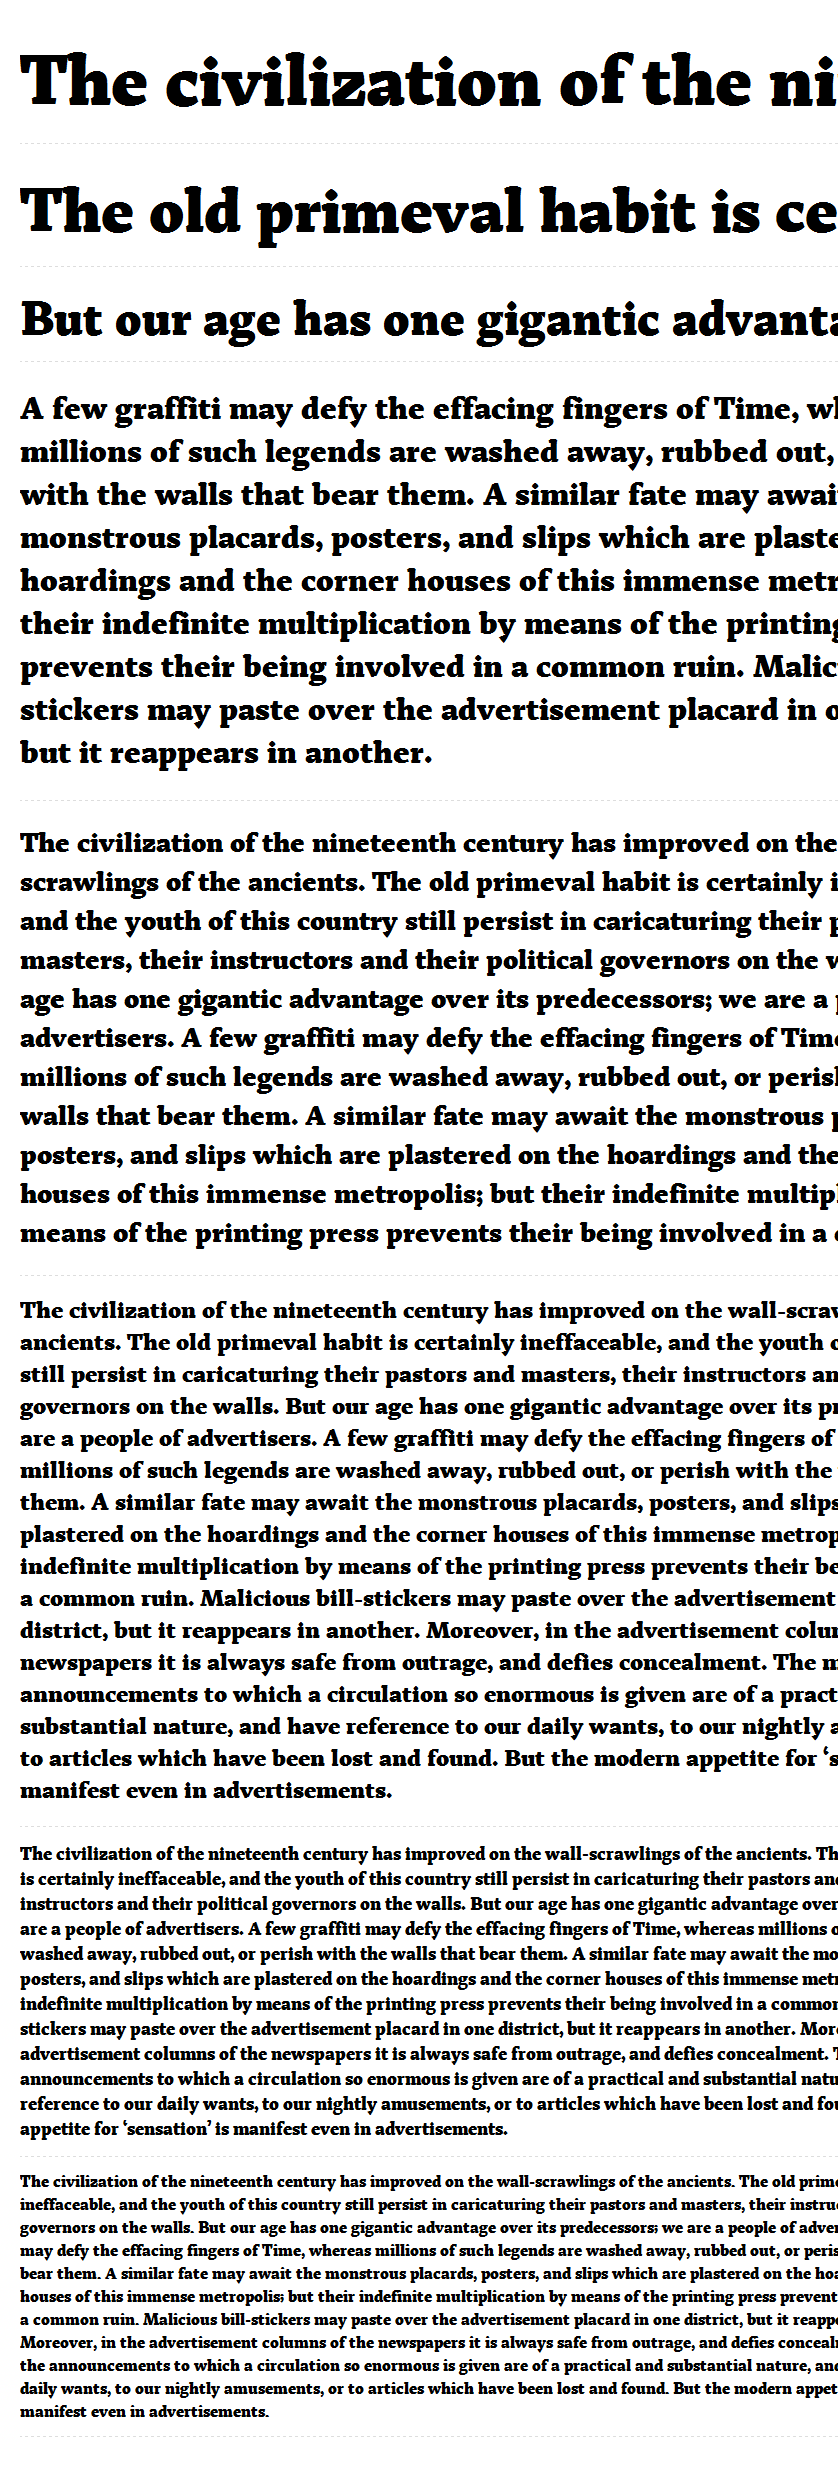 The civilization of the ni
The old primeval habit is ce
But our age has one gigantic advanta
A few graffiti may defy the effacing fingers of Time, wh
millions of such legends are washed away, rubbed out,
with the walls that bear them. A similar fate may await
monstrous placards, posters, and slips which are plaste
hoardings and the corner houses of this immense metr
their indefinite multiplication by means of the printing
prevents their being involved in a common ruin. Malic
stickers may paste over the advertisement placard in o
but it reappears in another.
The civilization of the nineteenth century has improved on the
scrawlings of the ancients. The old primeval habit is certainly i
and the youth of this country still persist in caricaturing their p
masters, their instructors and their political governors on the w
age has one gigantic advantage over its predecessors; we are a p
advertisers. A few graffiti may defy the effacing fingers of Time
millions of such legends are washed away, rubbed out, or perish
walls that bear them. A similar fate may await the monstrous p
posters, and slips which are plastered on the hoardings and the
houses of this immense metropolis; but their indefinite multipl
means of the printing press prevents their being involved in a c
The civilization of the nineteenth century has improved on the wall-scraw
ancients. The old primeval habit is certainly ineffaceable, and the youth o
still persist in caricaturing their pastors and masters, their instructors an
governors on the walls. But our age has one gigantic advantage over its pr
are a people of advertisers. A few graffiti may defy the effacing fingers of
millions of such legends are washed away, rubbed out, or perish with the
them. A similar fate may await the monstrous placards, posters, and slips
plastered on the hoardings and the corner houses of this immense metrop
indefinite multiplication by means of the printing press prevents their be
a common ruin. Malicious bill-stickers may paste over the advertisement
district, but it reappears in another. Moreover, in the advertisement colum
newspapers it is always safe from outrage, and defies concealment. The m
announcements to which a circulation so enormous is given are of a pract
substantial nature, and have reference to our daily wants, to our nightly a
to articles which have been lost and found. But the modern appetite for ‘s
manifest even in advertisements.
The civilization of the nineteenth century has improved on the wall-scrawlings of the ancients. Th
is certainly ineffaceable, and the youth of this country still persist in caricaturing their pastors and
instructors and their political governors on the walls. But our age has one gigantic advantage over
are a people of advertisers. A few graffiti may defy the effacing fingers of Time, whereas millions o
washed away, rubbed out, or perish with the walls that bear them. A similar fate may await the mo
posters, and slips which are plastered on the hoardings and the corner houses of this immense metr
indefinite multiplication by means of the printing press prevents their being involved in a common
stickers may paste over the advertisement placard in one district, but it reappears in another. More
advertisement columns of the newspapers it is always safe from outrage, and defies concealment. T
announcements to which a circulation so enormous is given are of a practical and substantial natu
reference to our daily wants, to our nightly amusements, or to articles which have been lost and fou
appetite for ‘sensation’ is manifest even in advertisements.
The civilization of the nineteenth century has improved on the wall-scrawlings of the ancients. The old prime
ineffaceable, and the youth of this country still persist in caricaturing their pastors and masters, their instru
governors on the walls. But our age has one gigantic advantage over its predecessors; we are a people of adver
may defy the effacing fingers of Time, whereas millions of such legends are washed away, rubbed out, or peris
bear them. A similar fate may await the monstrous placards, posters, and slips which are plastered on the hoa
houses of this immense metropolis; but their indefinite multiplication by means of the printing press prevent
a common ruin. Malicious bill-stickers may paste over the advertisement placard in one district, but it reappe
Moreover, in the advertisement columns of the newspapers it is always safe from outrage, and defies conceal
the announcements to which a circulation so enormous is given are of a practical and substantial nature, and
daily wants, to our nightly amusements, or to articles which have been lost and found. But the modern appet
manifest even in advertisements.